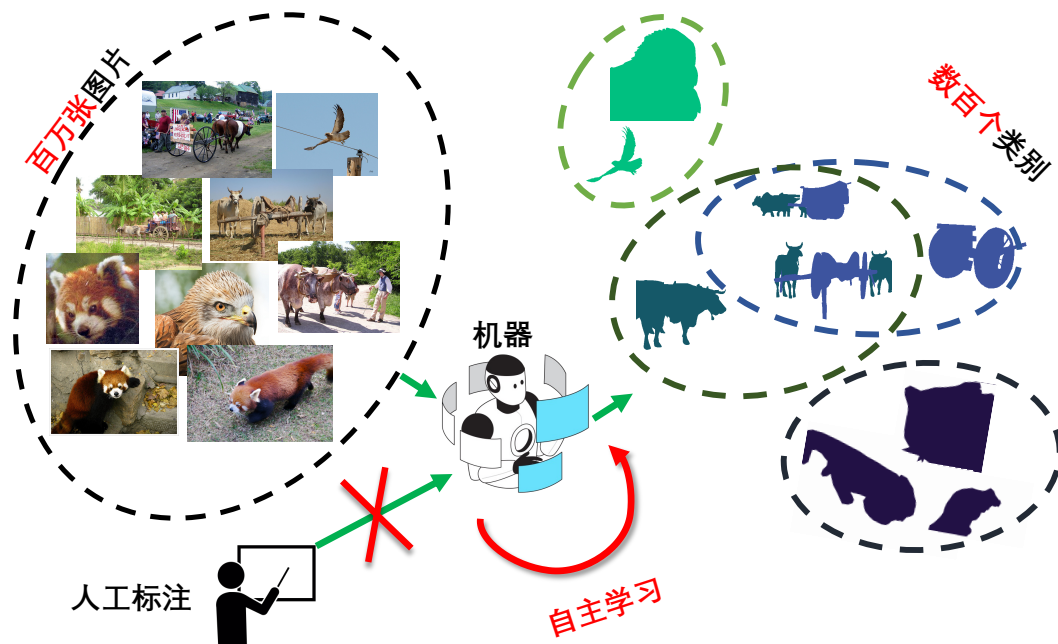 百万张图片
数百个类别
机器
人工标注
自主学习